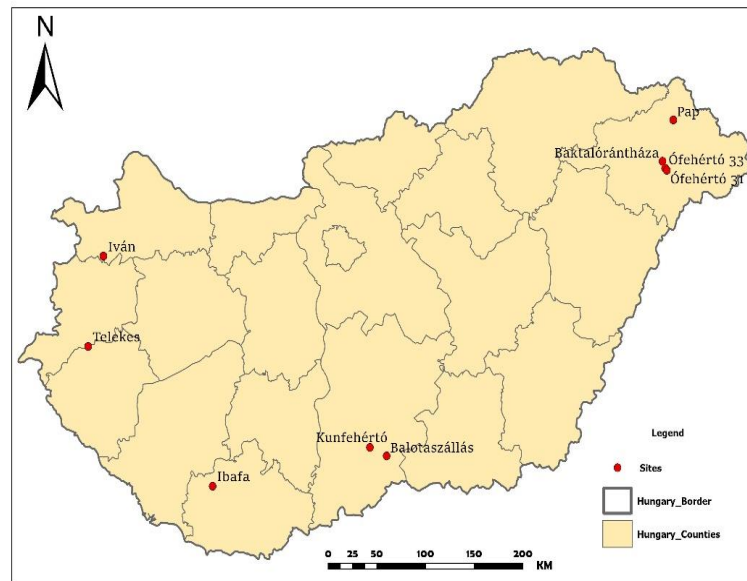 N
Pap
Baktalórántháza
Ófehértó 33
Ófehértó 31
Iván
Telekes
Kunfehértó
Balotaszállás
Ibafa
Legend
Sites
Hungary_Border
Hungary_Counties
0 25 50 100 150 200
KM